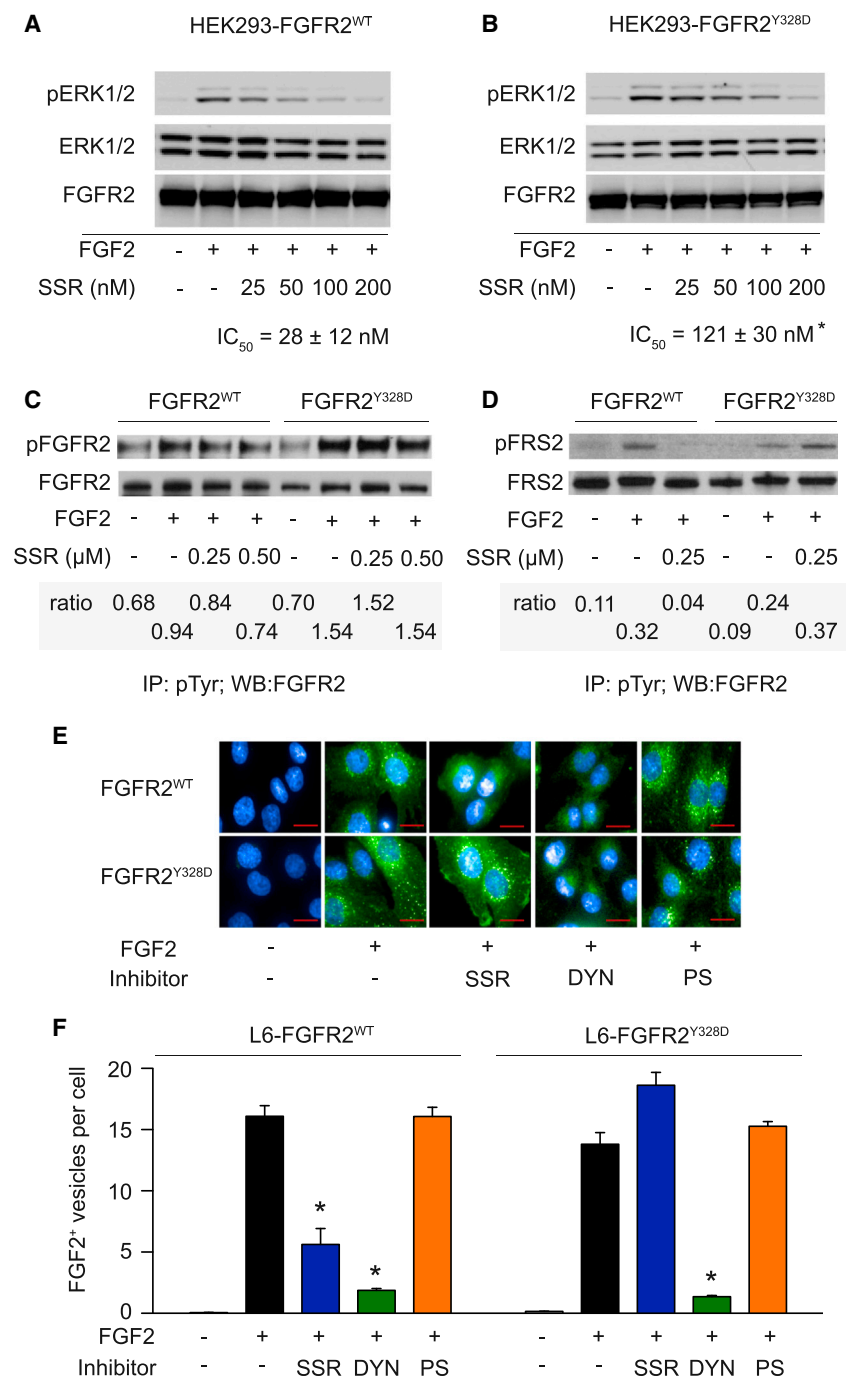 A
HEK293-FGFR2WT
pERK1/2
ERK1/2
FGFR2
FGF2 - + + + + +
SSR (nM) - - 25 50 100 200
IC50 = 28 ± 12 nM
B
HEK293-FGFR2Y328D
pERK1/2
ERK1/2
FGFR2
FGF2 - + + + + +
SSR (nM) - - 25 50 100 200
IC50 = 121 ± 30 nM*
C
FGFR2WT FGFR2Y328D
pFGFR2
FGFR2
FGF2 - + + + - + + +
SSR (µM) - - 0.25 0.50 - - 0.25 0.50
ratio 0.68 0.84 0.70 1.52
0.94 0.74 1.54 1.54
IP: pTyr; WB:FGFR2
D
FGFR2WT FGFR2Y328D
pFRS2
FRS2
FGF2 - + + - + +
SSR (µM) - - 0.25 - - 0.25
ratio 0.11 0.04 0.24
0.32 0.09 0.37
IP: pTyr; WB:FGFR2
E
FGFR2WT
FGFR2Y328D
FGF2 - + + + +
Inhibitor - - SSR DYN PS
F
L6-FGFR2WT L6-FGFR2Y328D
FGF2+ vesicles per cell
20
15
10
5
0
* * *
FGF2 - + + + + - + + + +
Inhibitor - - SSR DYN PS - - SSR DYN PS